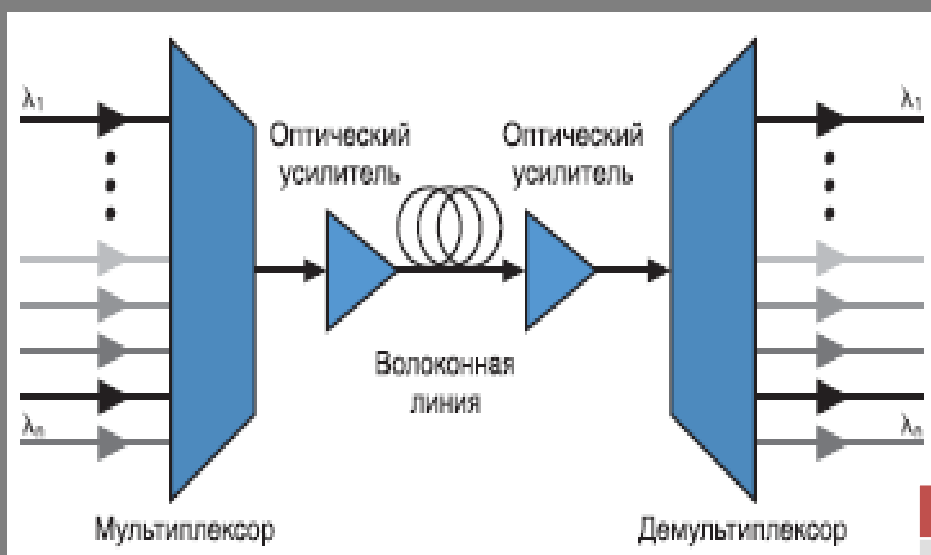 λ₁
λ₁
Оптический
усилитель
Оптический
усилитель
Волоконная
линия
λₙ
λₙ
Мультиплексор
Демультиплексор